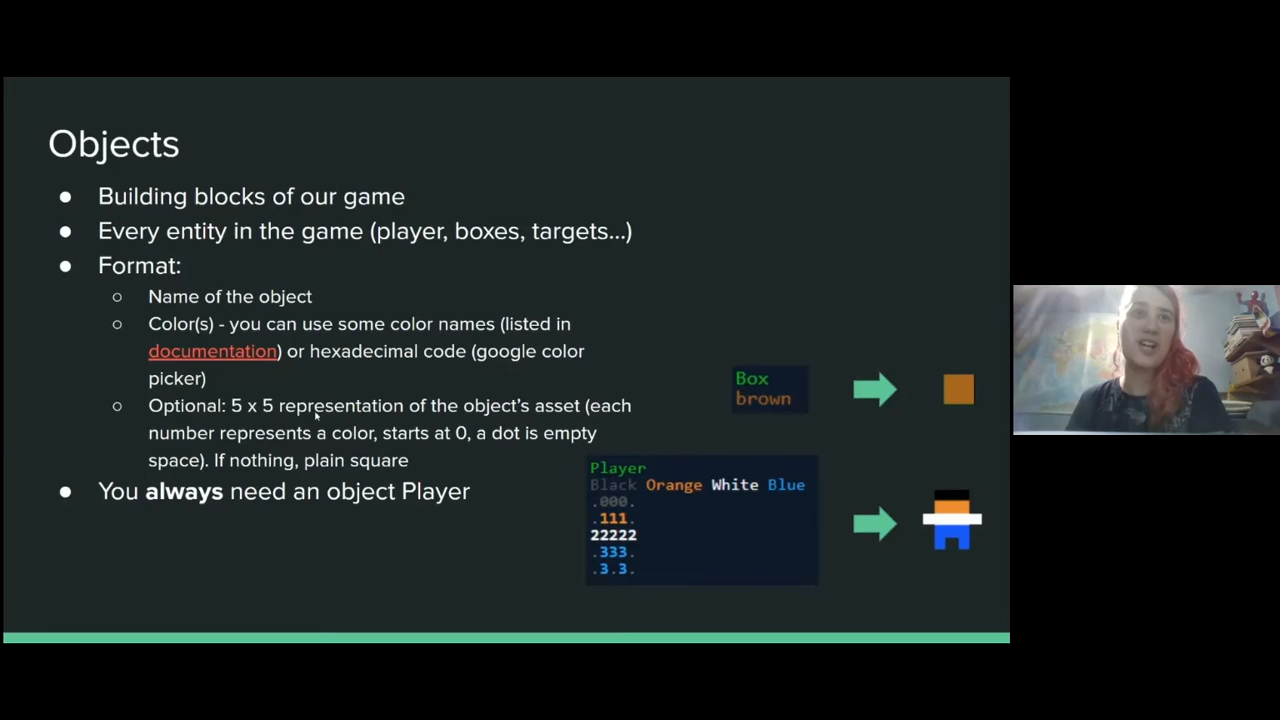 Objects
● Building blocks of our game
● Every entity in the game (player, boxes, targets...)
● Format:
○ Name of the object
○ Color(s) - you can use some color names (listed in
documentation) or hexadecimal code (google color
picker)
○ Optional: 5 x 5 representation of the object's asset (each
number represents a color, starts at 0, a dot is empty
space). If nothing, plain square
● You always need an object Player
Box
brown
Player
Black Orange White Blue
.000.
.111.
22222
.333.
.3.3.